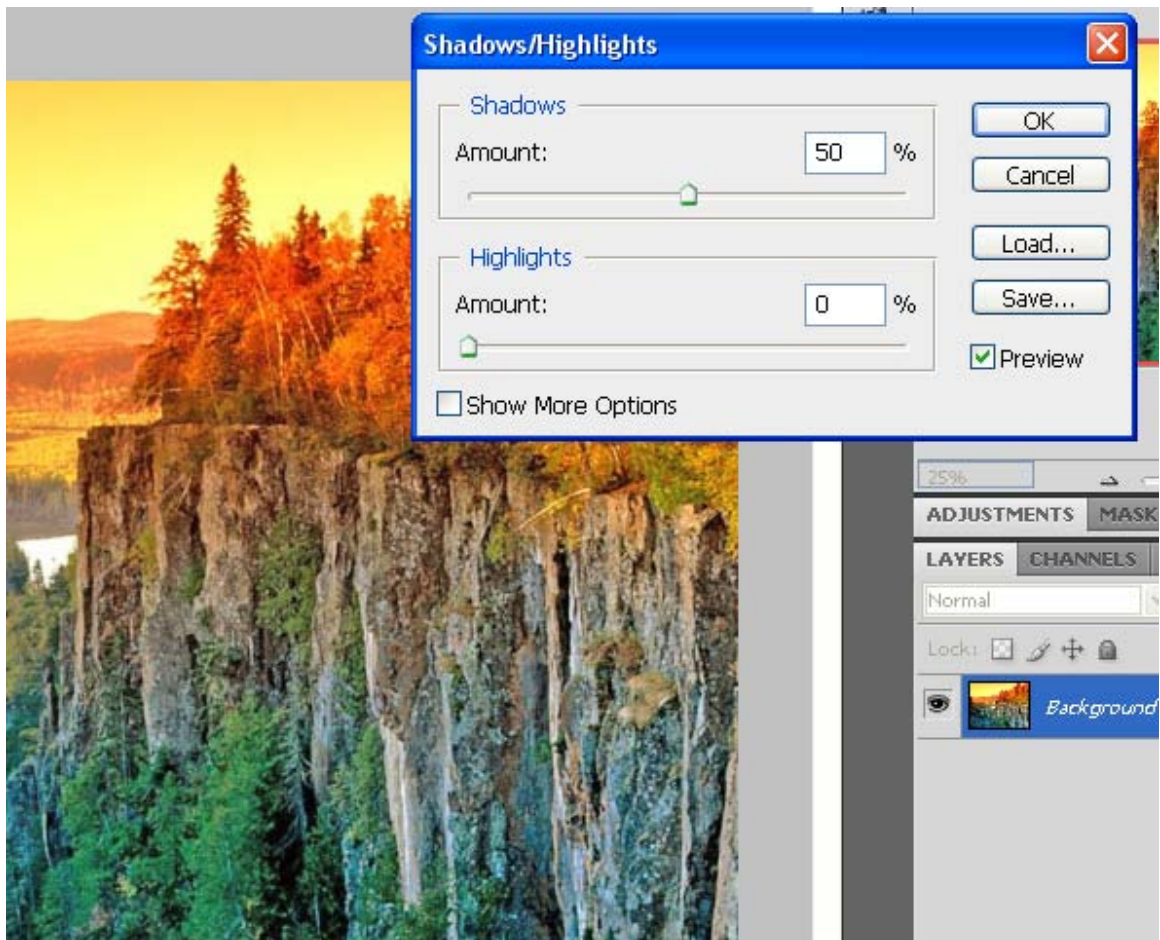 Shadows/Highlights
Shadows
Amount: 50 %
Highlights
Amount: 0 %
Show More Options
OK
Cancel
Load...
Save...
Preview
25%
ADJUSTMENTS MASK
LAYERS CHANNELS
Normal
Lock:
Background